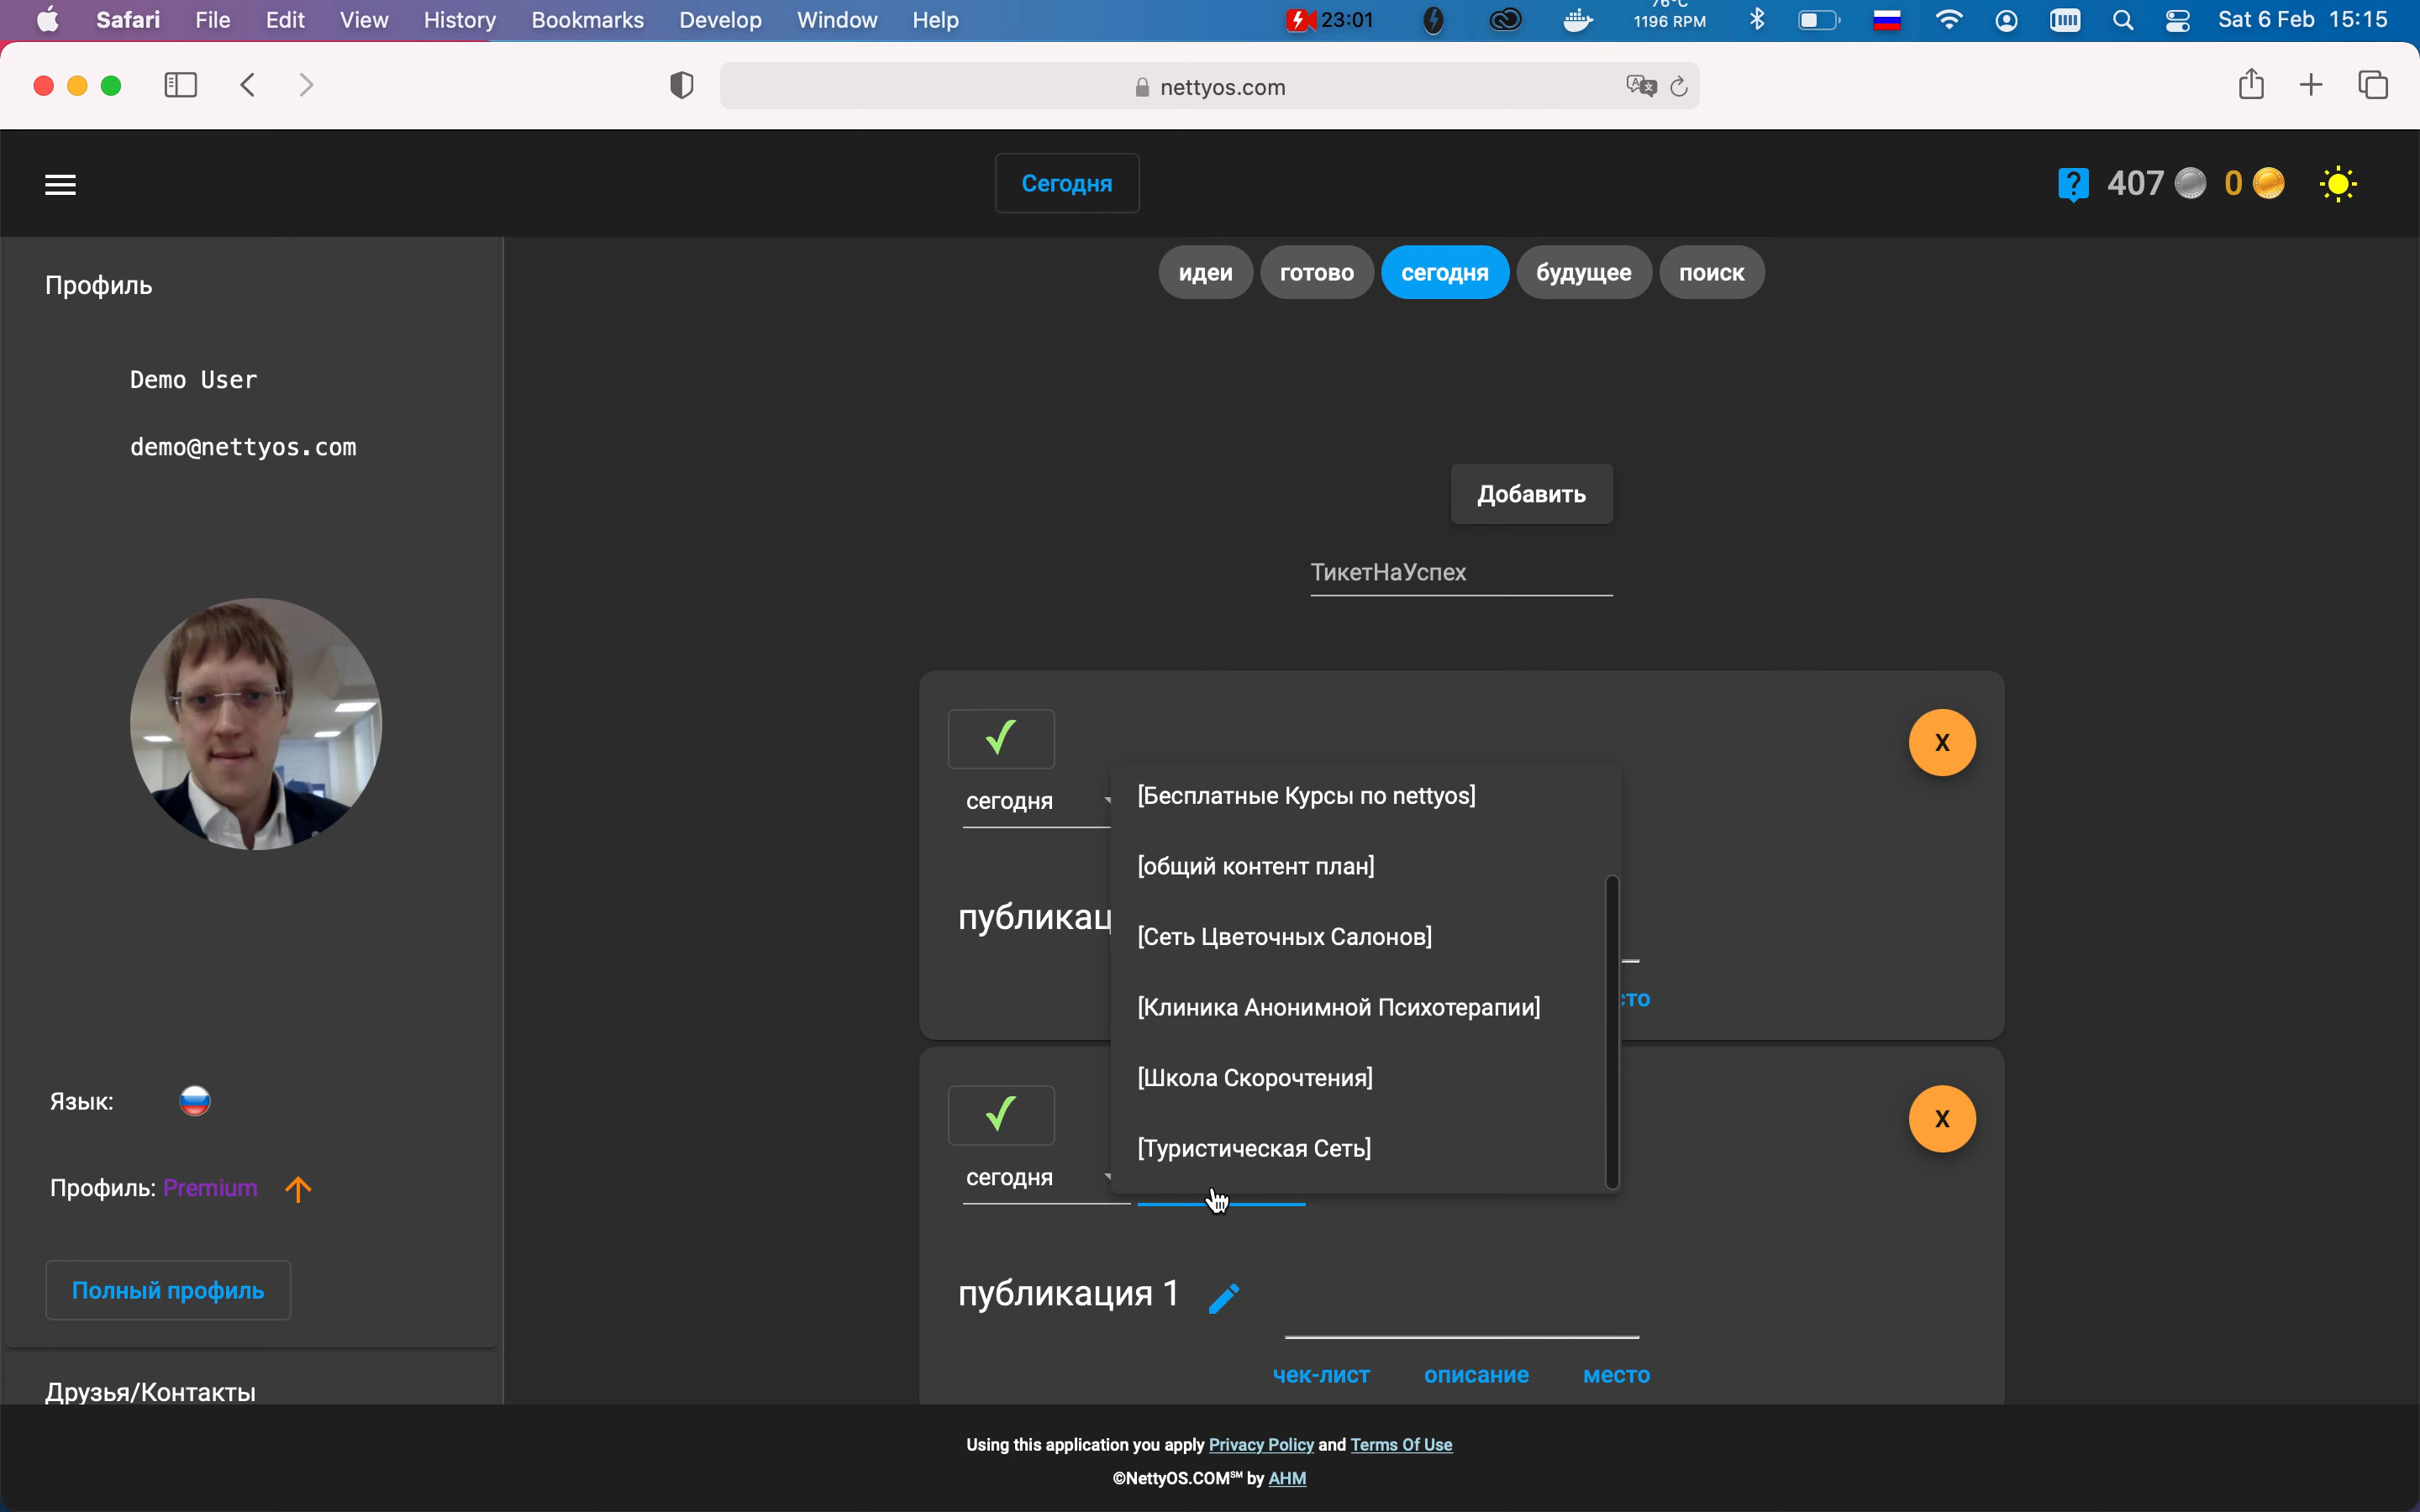 Safari File Edit View History Bookmarks Develop Window Help 23:01 76°C 1196 RPM Sat 6 Feb 15:15
nettyos.com
Сегодня ? 407 0
идеи готово сегодня будущее поиск
Профиль
Demo User
demo@nettyos.com
Добавить
ТикетНаУспех
X
сегодня
[Бесплатные Курсы по nettyos]
[общий контент план]
публикац
[Сеть Цветочных Салонов]
[Клиника Анонимной Психотерапии]
сто
[Школа Скорочтения]
X
[Туристическая Сеть]
сегодня
публикация 1
чек-лист описание место
Язык:
Профиль: Premium
Полный профиль
Друзья/Контакты
Using this application you apply Privacy Policy and Terms Of Use
©NettyOS.COM℠ by AHM